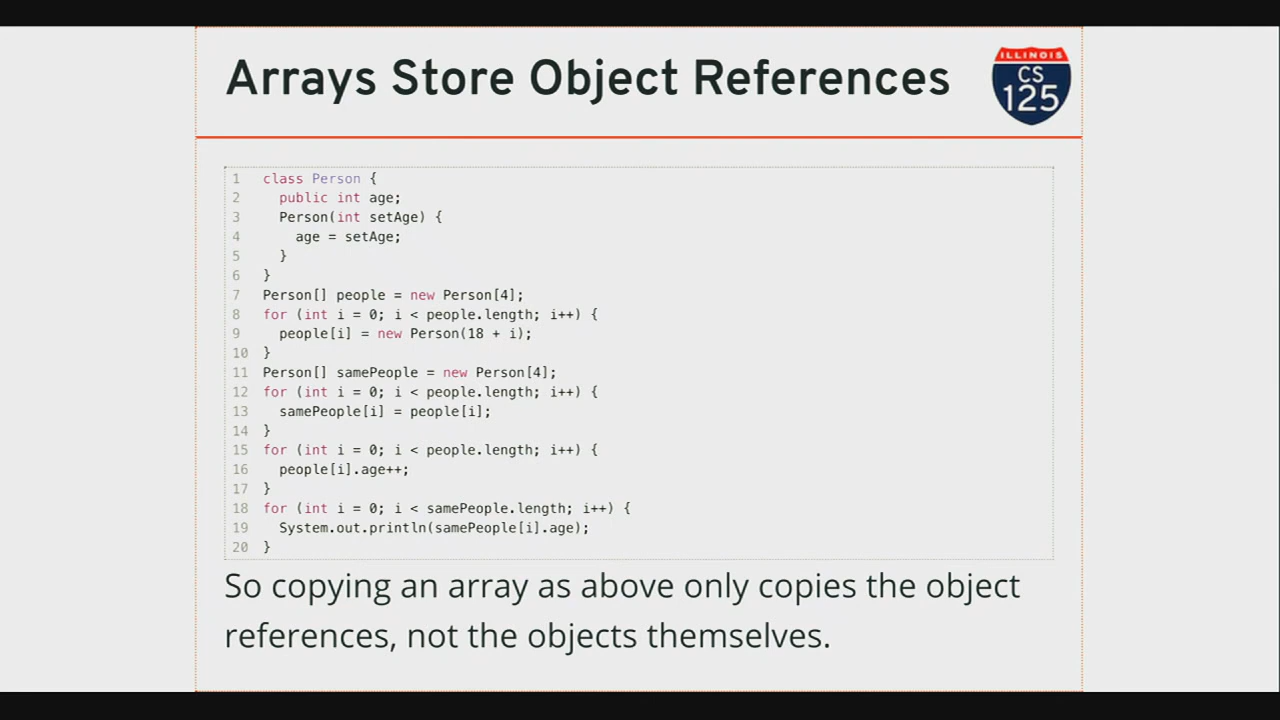 Arrays Store Object References
ILLINOIS
CS
125
1 class Person {
2   public int age;
3   Person(int setAge) {
4     age = setAge;
5   }
6 }
7 Person[] people = new Person[4];
8 for (int i = 0; i < people.length; i++) {
9   people[i] = new Person(18 + i);
10 }
11 Person[] samePeople = new Person[4];
12 for (int i = 0; i < people.length; i++) {
13   samePeople[i] = people[i];
14 }
15 for (int i = 0; i < people.length; i++) {
16   people[i].age++;
17 }
18 for (int i = 0; i < samePeople.length; i++) {
19   System.out.println(samePeople[i].age);
20 }
So copying an array as above only copies the object
references, not the objects themselves.